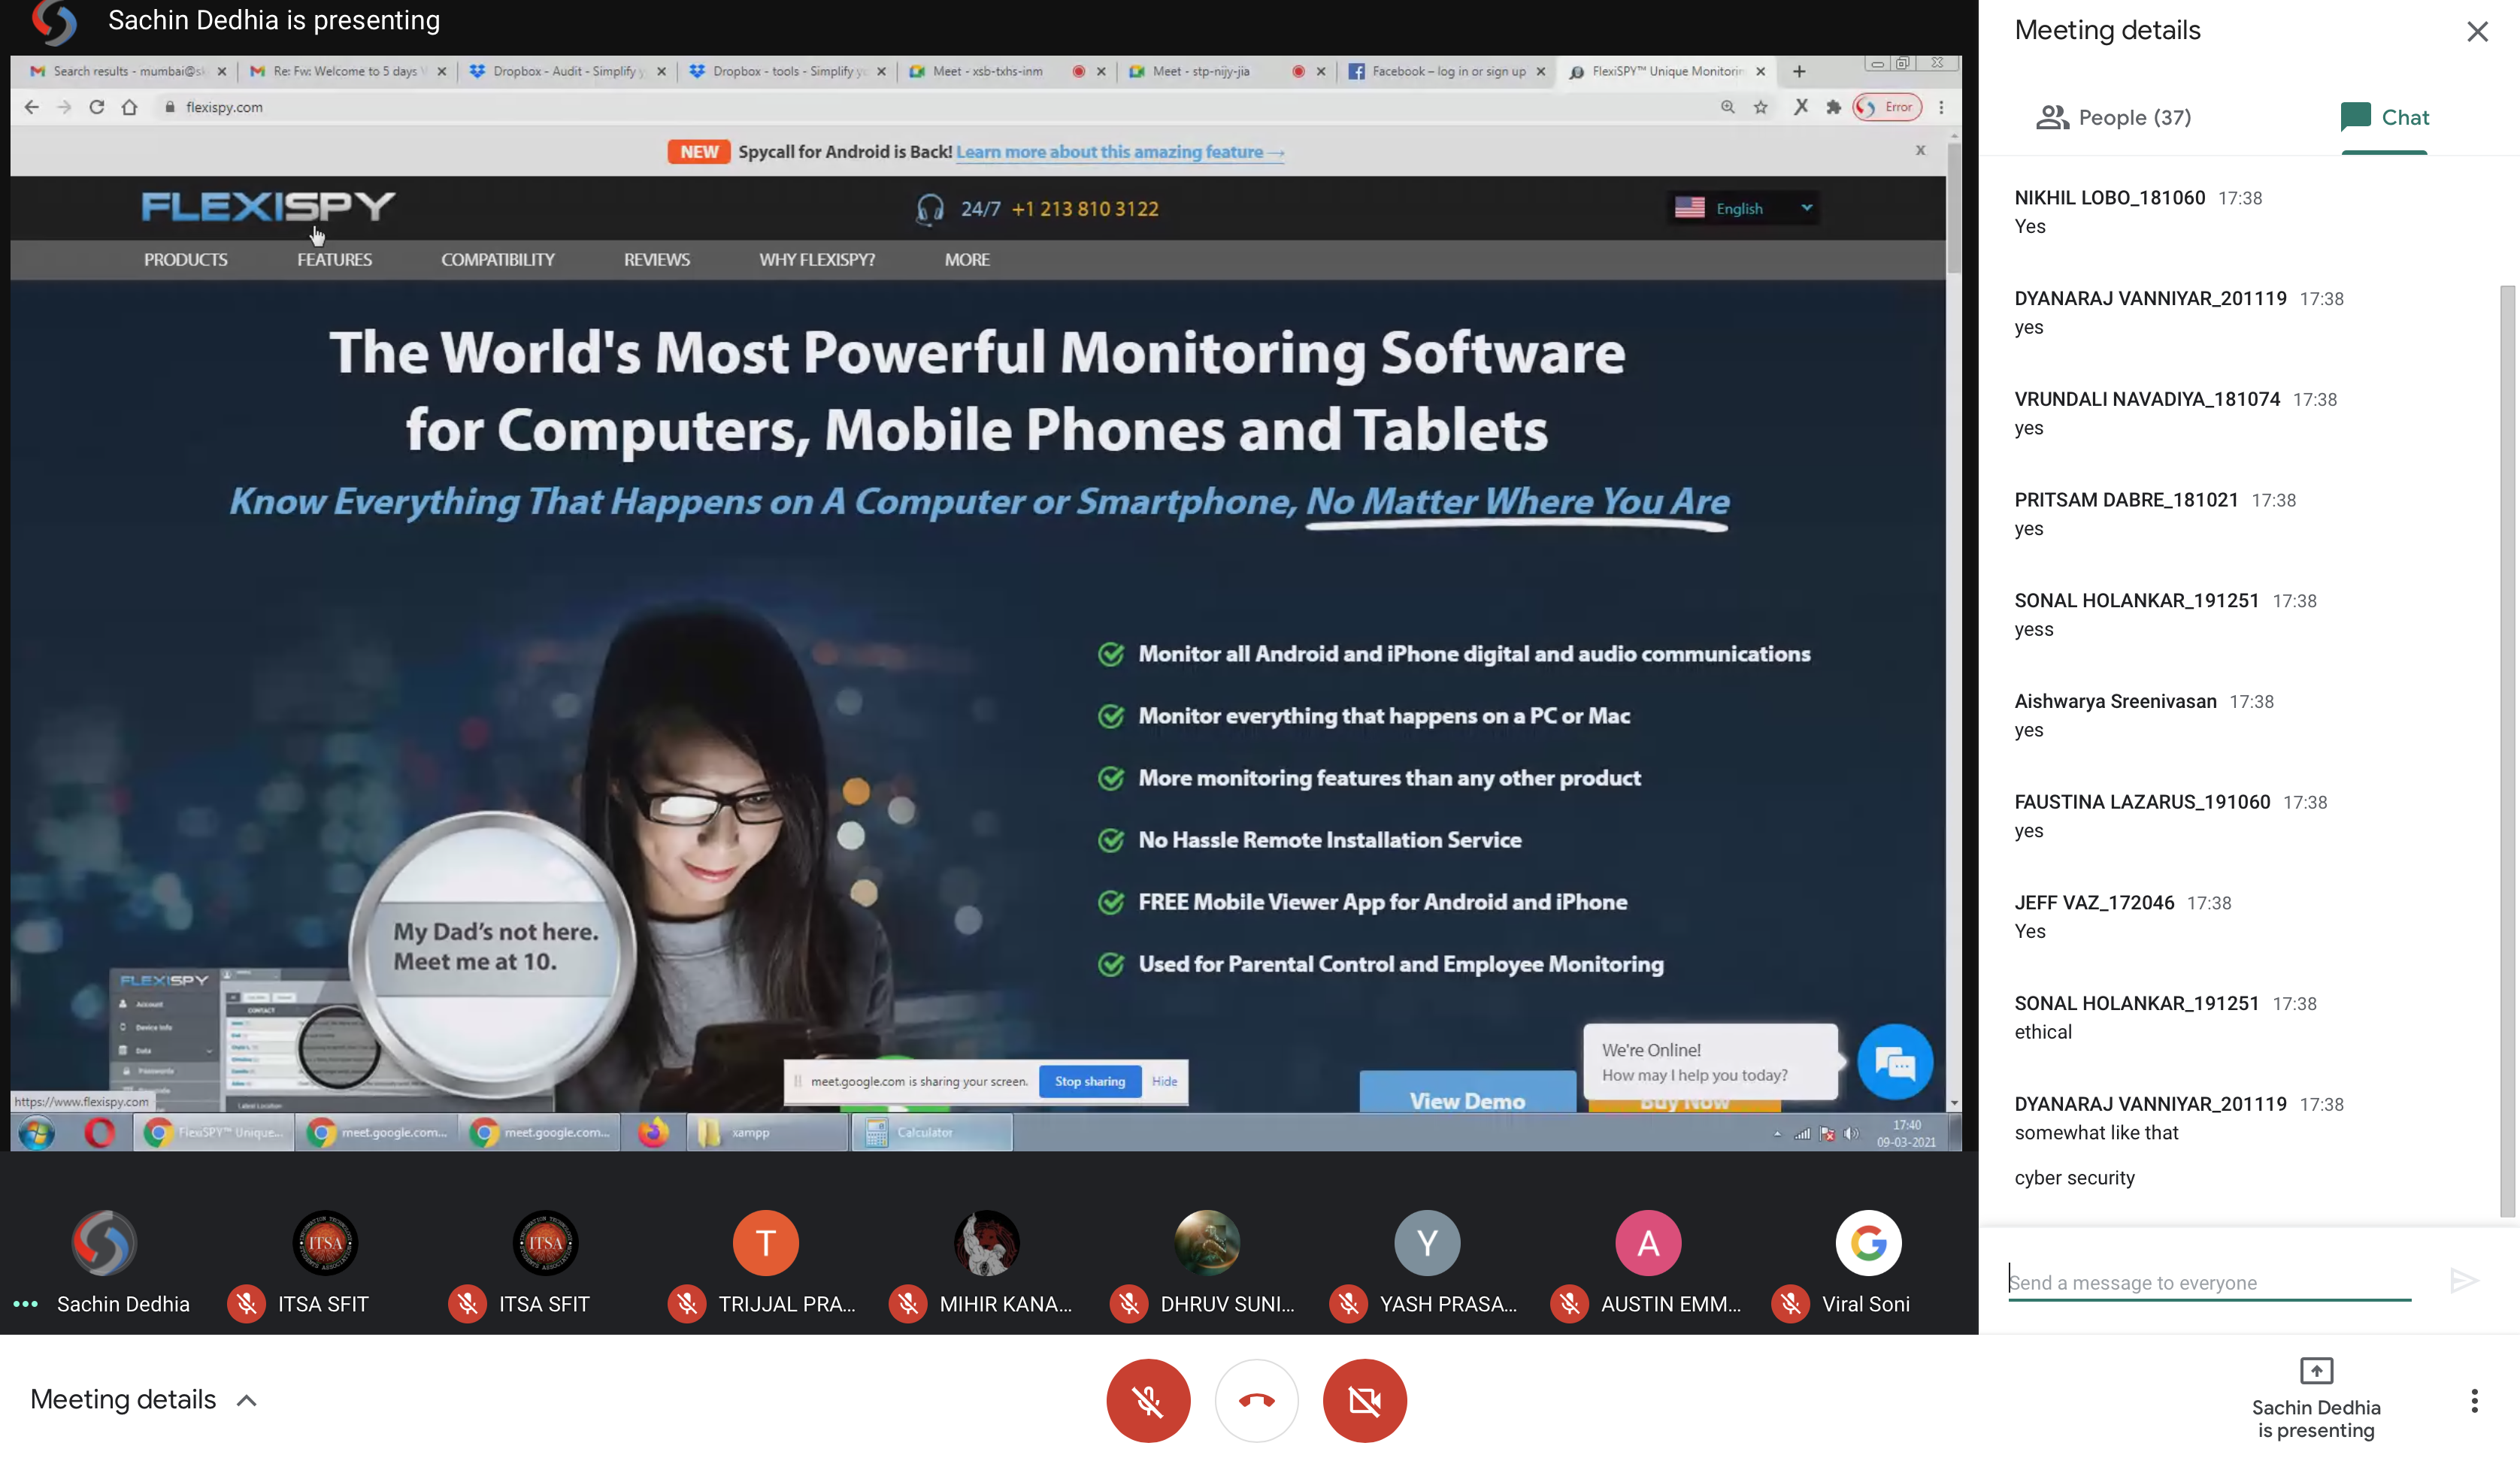 Sachin Dedhia is presenting
Search results - mumbai@sk
Re: Fw: Welcome to 5 days
Dropbox - Audit - Simplify y
Dropbox - tools - Simplify yo
Meet - xsb-txhs-inm
Meet - stp-nijy-jia
Facebook – log in or sign up
FlexiSPY™ Unique Monitorin
flexispy.com
Error
NEW Spycall for Android is Back! Learn more about this amazing feature →
x
FLEXISPY
24/7 +1 213 810 3122
English
PRODUCTS FEATURES COMPATIBILITY REVIEWS WHY FLEXISPY? MORE
The World's Most Powerful Monitoring Software
for Computers, Mobile Phones and Tablets
Know Everything That Happens on A Computer or Smartphone, No Matter Where You Are
Monitor all Android and iPhone digital and audio communications
Monitor everything that happens on a PC or Mac
More monitoring features than any other product
No Hassle Remote Installation Service
FREE Mobile Viewer App for Android and iPhone
Used for Parental Control and Employee Monitoring
My Dad's not here.
Meet me at 10.
FLEXISPY
Account
Device Info
Data
CONTACT
We're Online!
How may I help you today?
View Demo
Buy Now
meet.google.com is sharing your screen. Stop sharing Hide
https://www.flexispy.com
FlexiSPY™ Unique...
meet.google.com...
meet.google.com...
xampp
Calculator
17:40
09-03-2021
ITSA
ITSA
T
Y
A
Sachin Dedhia
ITSA SFIT
ITSA SFIT
TRIJJAL PRA...
MIHIR KANA...
DHRUV SUNI...
YASH PRASA...
AUSTIN EMM...
Viral Soni
Meeting details
Meeting details
People (37)
Chat
NIKHIL LOBO_181060 17:38
Yes
DYANARAJ VANNIYAR_201119 17:38
yes
VRUNDALI NAVADIYA_181074 17:38
yes
PRITSAM DABRE_181021 17:38
yes
SONAL HOLANKAR_191251 17:38
yess
Aishwarya Sreenivasan 17:38
yes
FAUSTINA LAZARUS_191060 17:38
yes
JEFF VAZ_172046 17:38
Yes
SONAL HOLANKAR_191251 17:38
ethical
DYANARAJ VANNIYAR_201119 17:38
somewhat like that
cyber security
Send a message to everyone
Sachin Dedhia
is presenting